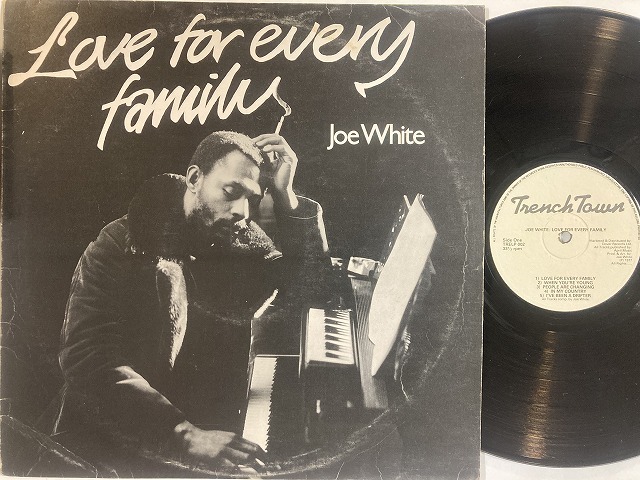 Love for every
family
Joe White
Trench Town
JOE WHITE: LOVE FOR EVERY FAMILY
Side One
TRELP 002
33⅓ rpm
1) LOVE FOR EVERY FAMILY
2) WHEN YOU'RE YOUNG
3) PEOPLE ARE CHANGING
4) IN MY COUNTRY
5) I'VE BEEN A DRIFTER